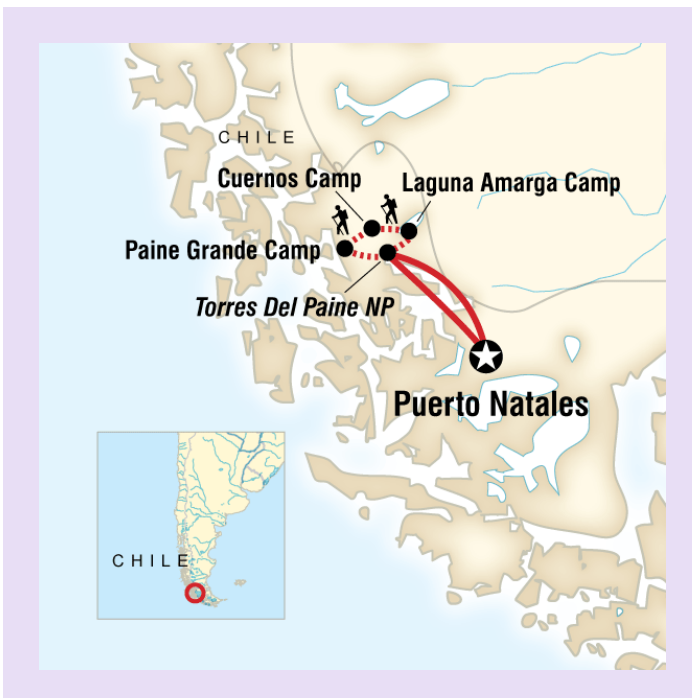 CHILE
Cuernos Camp
Laguna Amarga Camp
Paine Grande Camp
Torres Del Paine NP
Puerto Natales
CHILE